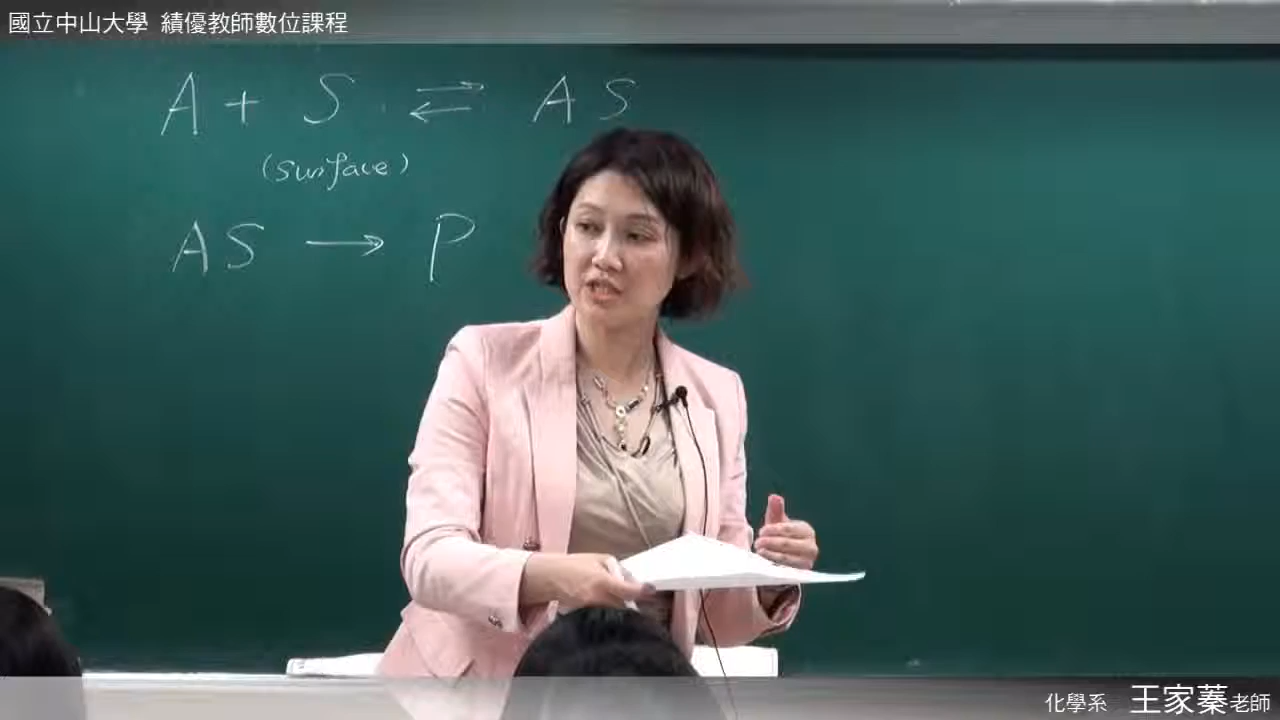 國立中山大學 績優教師數位課程
A + S ⇌ AS
(surface)
AS → P
化學系 王家蓁老師